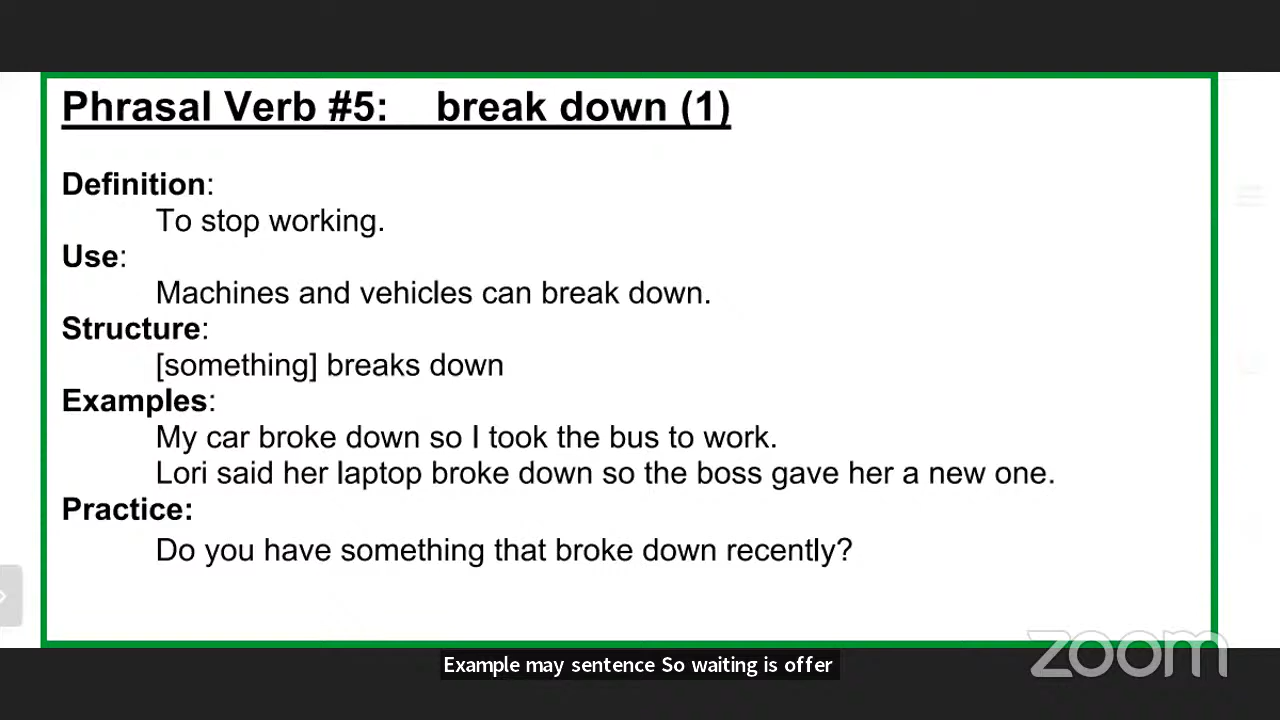 Phrasal Verb #5: break down (1)
Definition:
To stop working.
Use:
Machines and vehicles can break down.
Structure:
[something] breaks down
Examples:
My car broke down so I took the bus to work.
Lori said her laptop broke down so the boss gave her a new one.
Practice:
Do you have something that broke down recently?
zoom
Example may sentence So waiting is offer